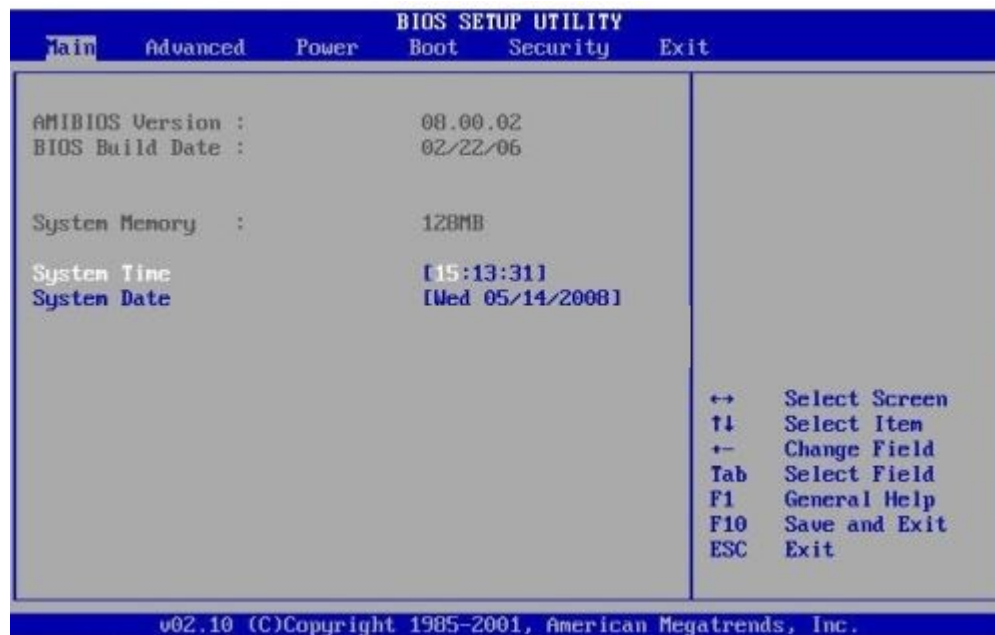 BIOS SETUP UTILITY
Main Advanced Power Boot Security Exit
AMIBIOS Version : 08.00.02
BIOS Build Date : 02/22/06
System Memory : 128MB
System Time [15:13:31]
System Date [Wed 05/14/2008]
←→ Select Screen
↑↓ Select Item
+- Change Field
Tab Select Field
F1 General Help
F10 Save and Exit
ESC Exit
v02.10 (C)Copyright 1985-2001, American Megatrends, Inc.